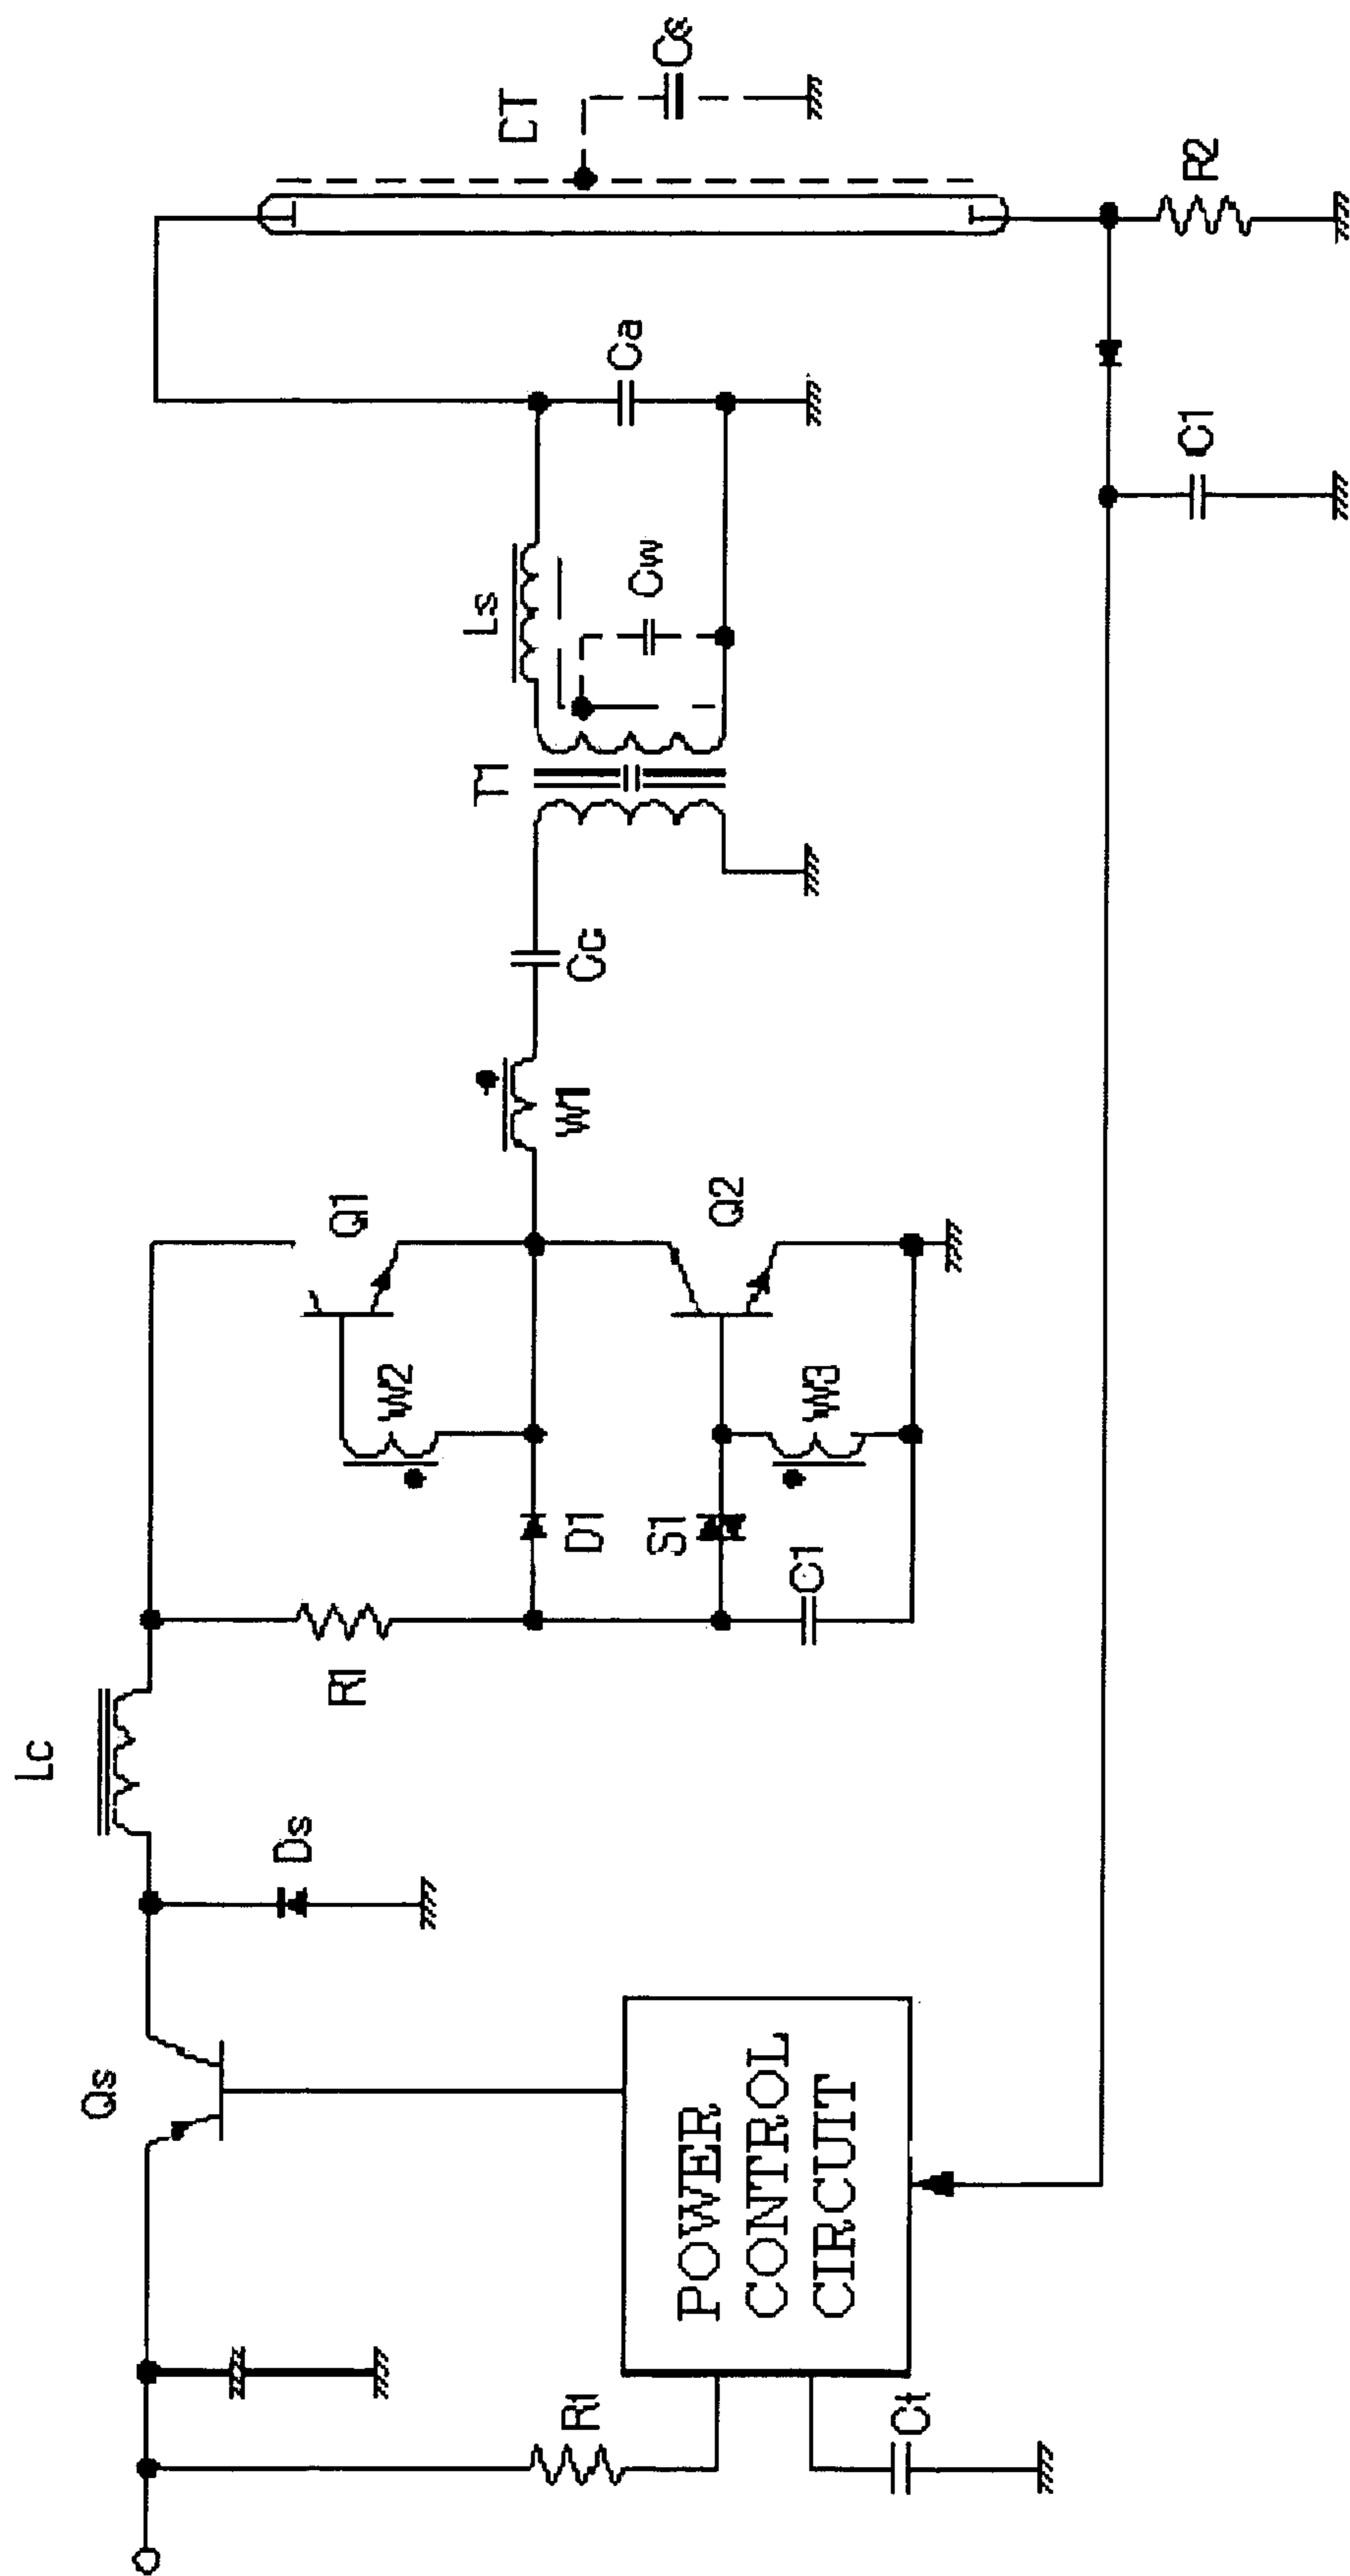 Lc
Qs
Ds
R1
Q1
W2
D1
S1
C1
W3
Q2
W1
Cc
T1
Ls
Cw
Ca
CT
Cs
R1
POWER
CONTROL
CIRCUIT
Ct
C1
R2